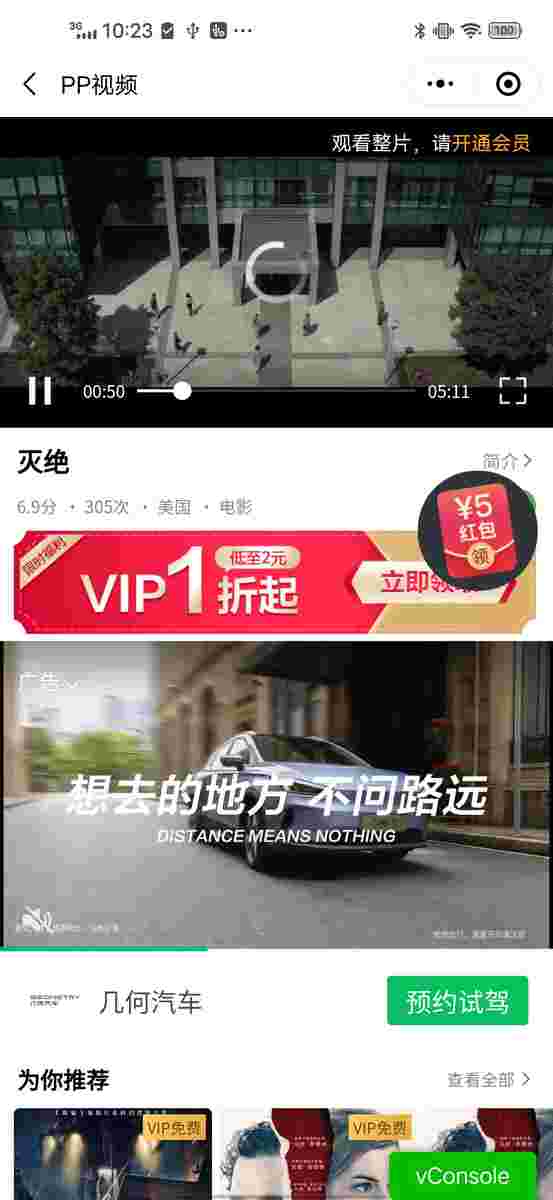 3G 10:23 100
PP视频
观看整片，请开通会员
00:50 05:11
灭绝 简介
6.9分 · 305次 · 美国 · 电影
¥5
红包
领
限时福利
低至2元
VIP1折起
立即领
广告
想去的地方 不问路远
DISTANCE MEANS NOTHING
GEOMETRY
几何汽车
几何汽车
预约试驾
为你推荐 查看全部
VIP免费 VIP免费
vConsole